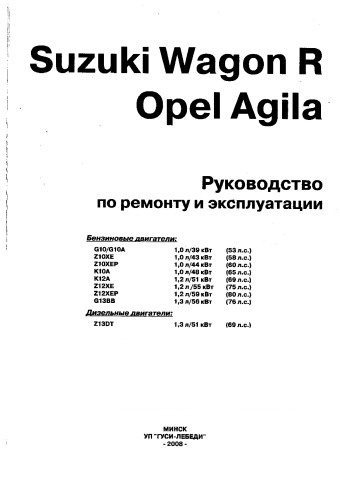 Suzuki Wagon R
Opel Agila
Руководство
по ремонту и эксплуатации
Бензиновые двигатели:
G10/G10A 1,0 л/39 кВт (53 л.с.)
Z10XE 1,0 л/43 кВт (58 л.с.)
Z10XEP 1,0 л/44 кВт (60 л.с.)
K10A 1,0 л/48 кВт (65 л.с.)
K12A 1,2 л/51 кВт (69 л.с.)
Z12XE 1,2 л /55 кВт (75 л.с.)
Z12XEP 1,2 л/59 кВт (80 л.с.)
G13BB 1,3 л/56 кВт (76 л.с.)
Дизельные двигатели:
Z13DT 1,3 л/51 кВт (69 л.с.)
МИНСК
УП "ГУСИ-ЛЕБЕДИ"
- 2008 -